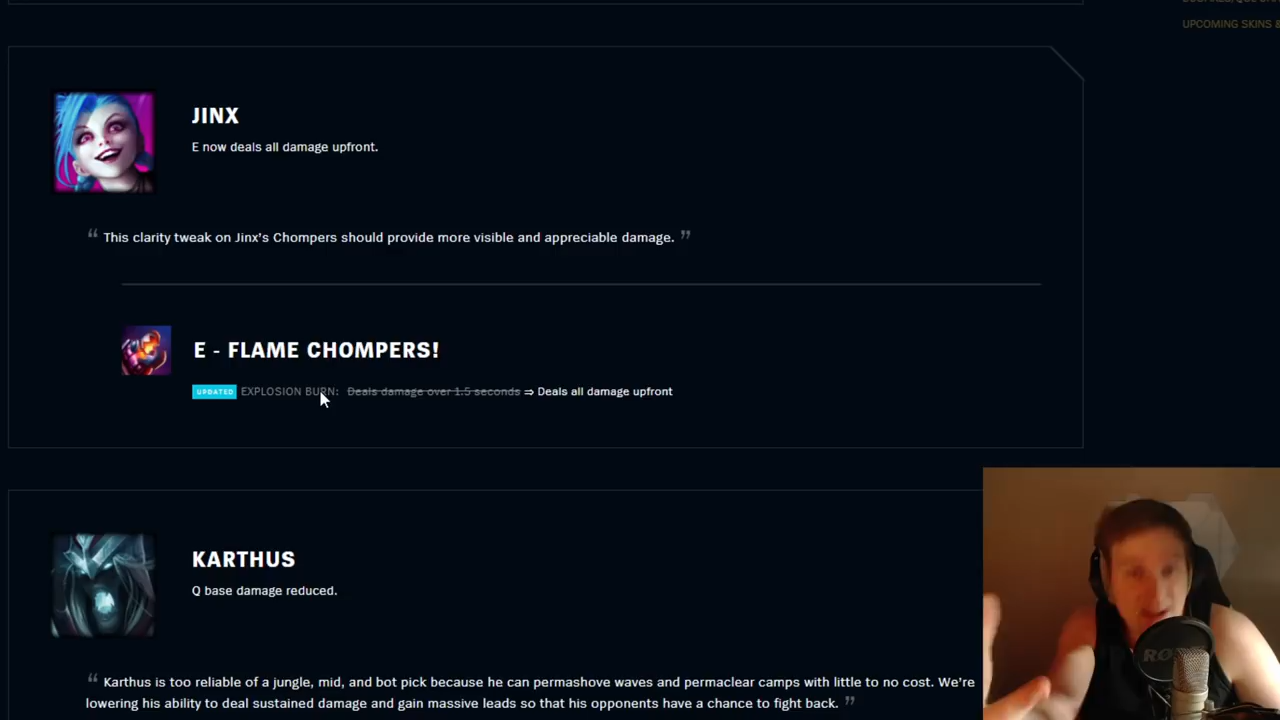 UPCOMING SKINS &
JINX
E now deals all damage upfront.
“ This clarity tweak on Jinx's Chompers should provide more visible and appreciable damage. ”
E - FLAME CHOMPERS!
UPDATED EXPLOSION BURN: Deals damage over 1.5 seconds ⇒ Deals all damage upfront
KARTHUS
Q base damage reduced.
“ Karthus is too reliable of a jungle, mid, and bot pick because he can permashove waves and permaclear camps with little to no cost. We're
lowering his ability to deal sustained damage and gain massive leads so that his opponents have a chance to fight back. ”